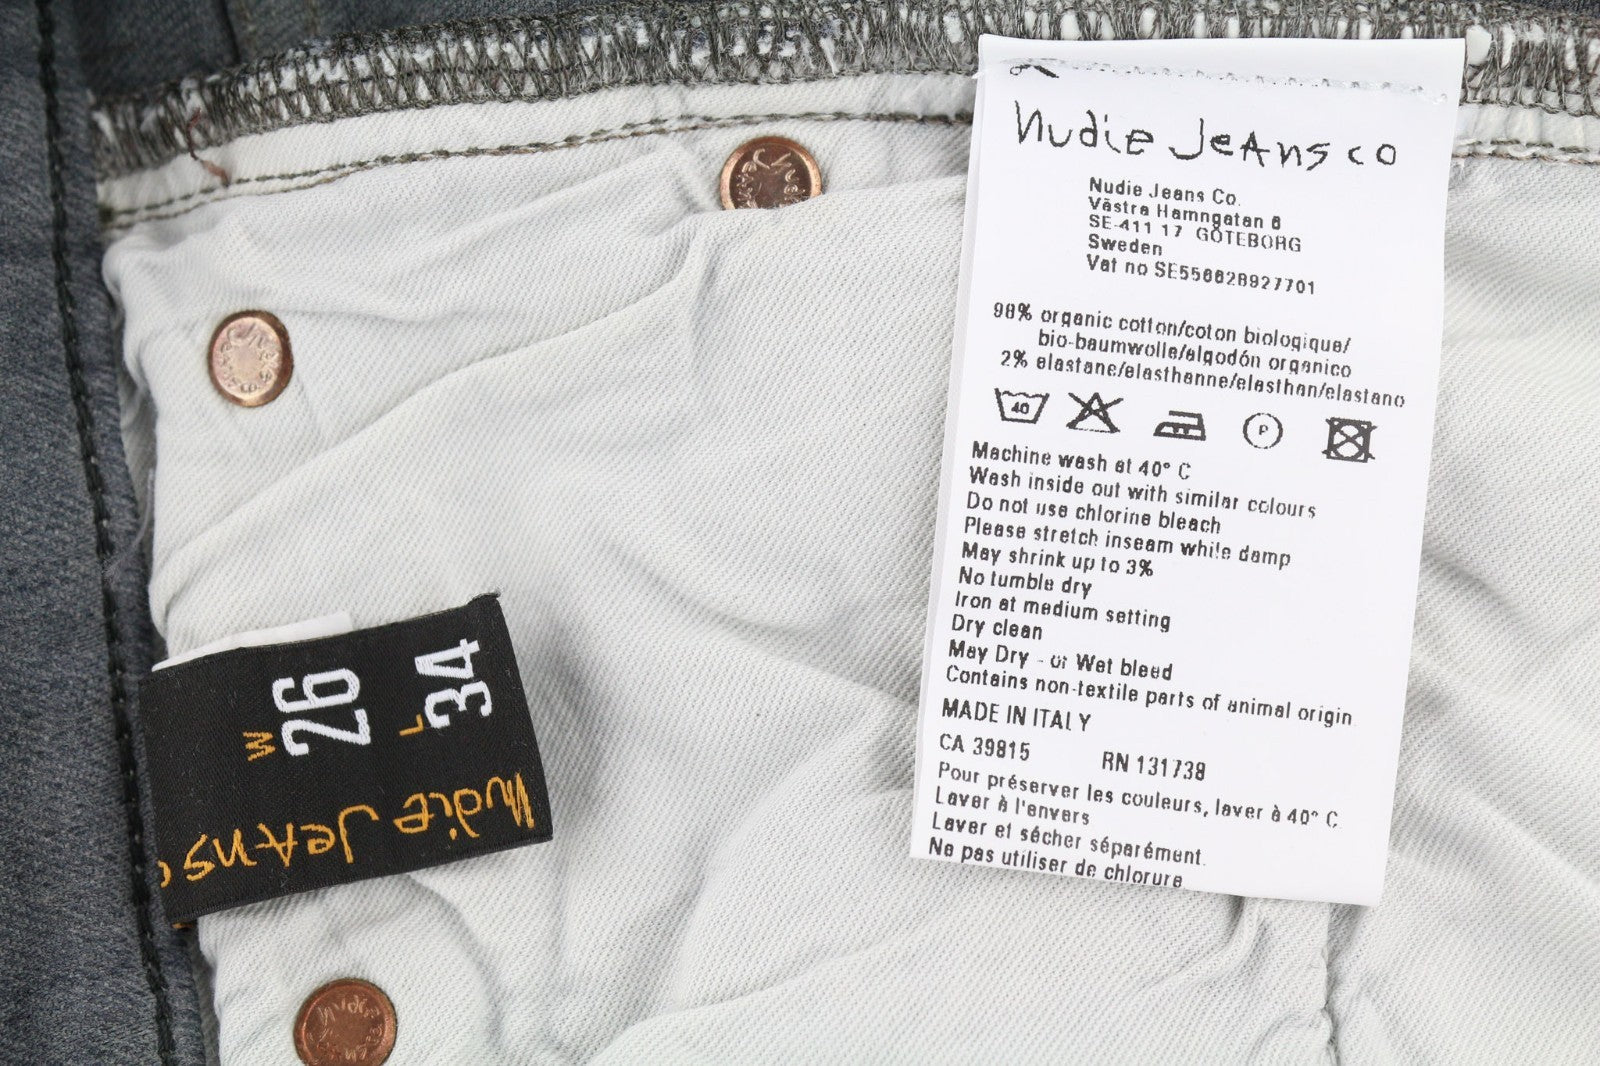 Nudie Jeans co
Nudie Jeans Co.
Västra Hamngatan 6
SE-411 17 GÖTEBORG
Sweden
Vat no SE556628927701
98% organic cotton/coton biologique/
bio-baumwolle/algodón organico
2% elastane/elasthanne/elasthan/elastano
40
P
Machine wash at 40° C
Wash inside out with similar colours
Do not use chlorine bleach
Please stretch inseam while damp
May shrink up to 3%
No tumble dry
Iron at medium setting
Dry clean
May Dry - or Wet bleed
Contains non-textile parts of animal origin
MADE IN ITALY
CA 39815 RN 131738
Pour préserver les couleurs, laver à 40° C
Laver à l'envers
Laver et sécher séparément.
Ne pas utiliser de chlorure
W 26
L 34
Nudie Jeans